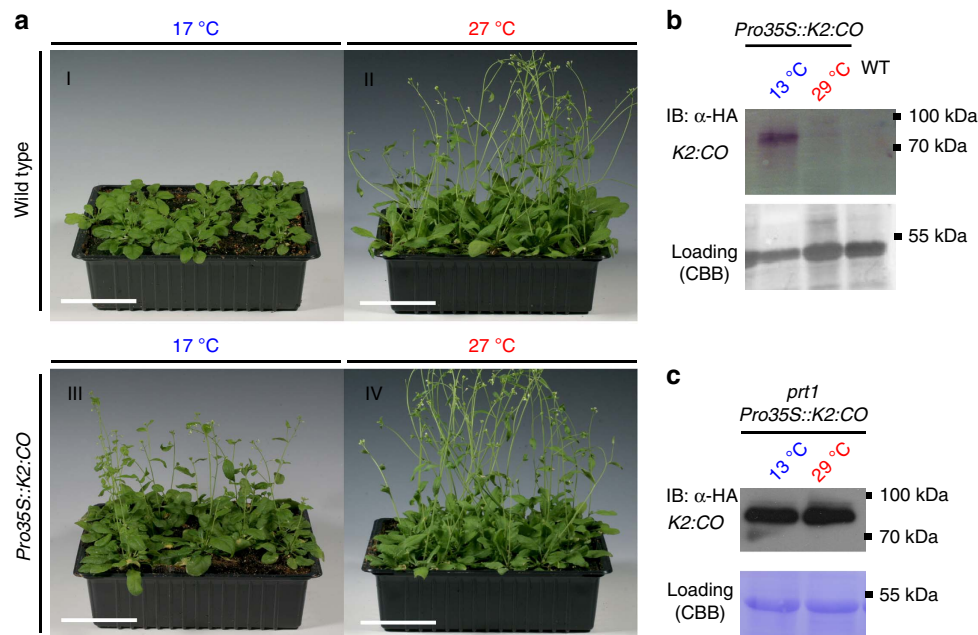 a
17 °C
27 °C
Wild type
I
II
17 °C
27 °C
Pro35S::K2:CO
III
IV
b
Pro35S::K2:CO
13 °C
29 °C
WT
IB: α-HA
K2:CO
100 kDa
70 kDa
Loading
(CBB)
55 kDa
c
prt1
Pro35S::K2:CO
13 °C
29 °C
IB: α-HA
K2:CO
100 kDa
70 kDa
Loading
(CBB)
55 kDa